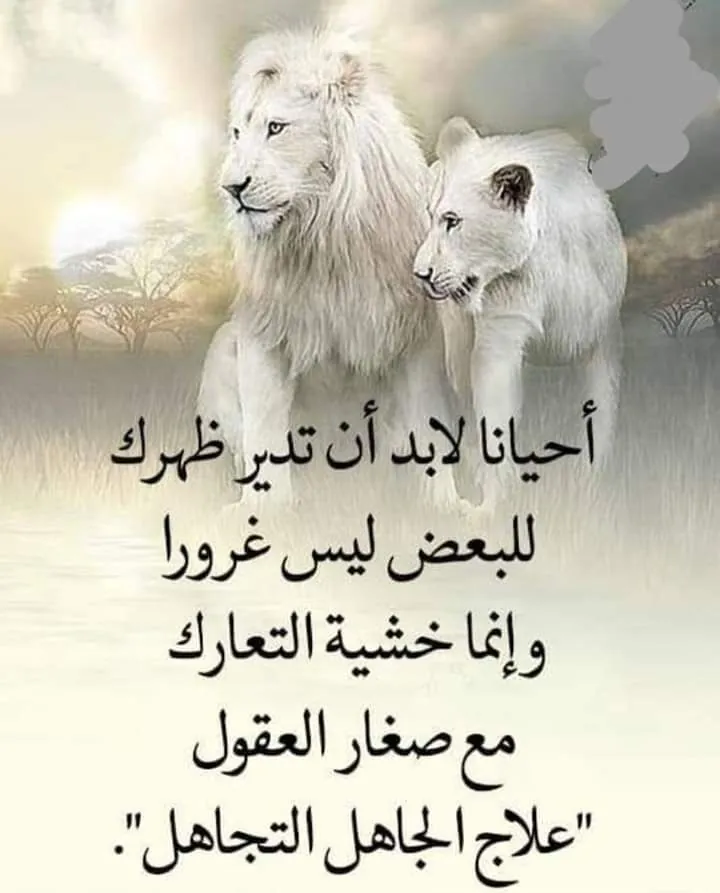 أحيانا لابد أن تدير ظهرك
للبعض ليس غرورا
وإنما خشية التعارك
مع صغار العقول
"علاج الجاهل التجاهل".